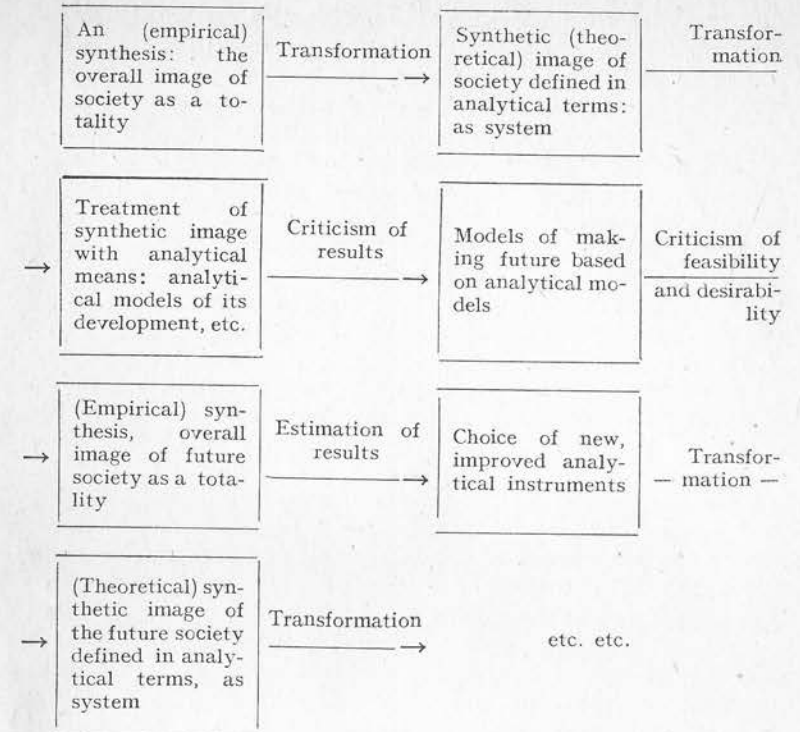 An (empirical)
synthesis: the
overall image of
society as a to-
tality
Transformation
Synthetic (theo-
retical) image of
society defined in
analytical terms:
as system
Transfor-
mation
Treatment of
synthetic image
with analytical
means: analyti-
cal models of its
development, etc.
Criticism of
results
Models of mak-
ing future based
on analytical mo-
dels
Criticism of
feasibility
and desirabi-
lity
(Empirical) syn-
thesis, overall
image of future
society as a tota-
lity
Estimation of
results
Choice of new,
improved analy-
tical instruments
Transfor-
— mation —
(Theoretical) syn-
thetic image of
the future society
defined in analy-
tical terms, as
system
Transformation
etc. etc.